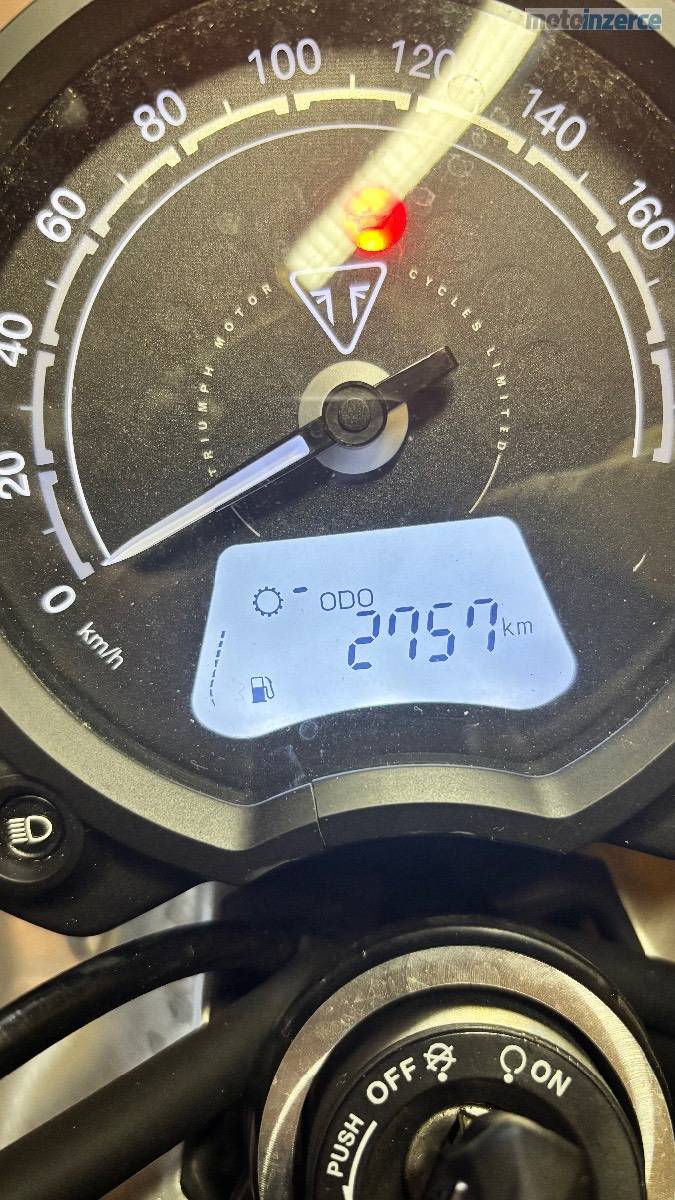 motoinzerce
100
120
80
140
60
160
40
TRIUMPH MOTOR CYCLES LIMITED
20
0
km/h
ODO
2757 km
OFF
ON
PUSH